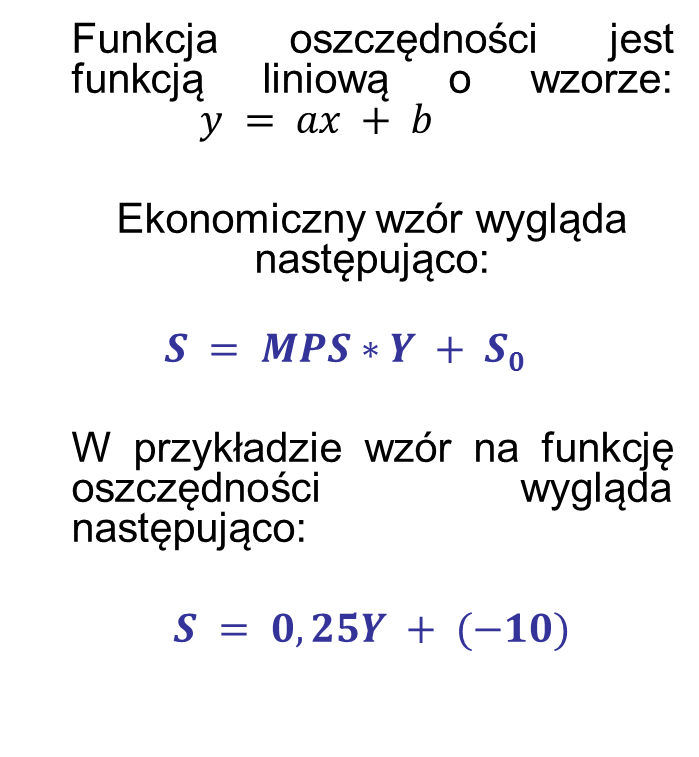 Funkcja oszczędności jest
funkcją liniową o wzorze:
y = ax + b
Ekonomiczny wzór wygląda
następująco:
S = MPS * Y + S₀
W przykładzie wzór na funkcję
oszczędności wygląda
następująco:
S = 0,25Y + (−10)